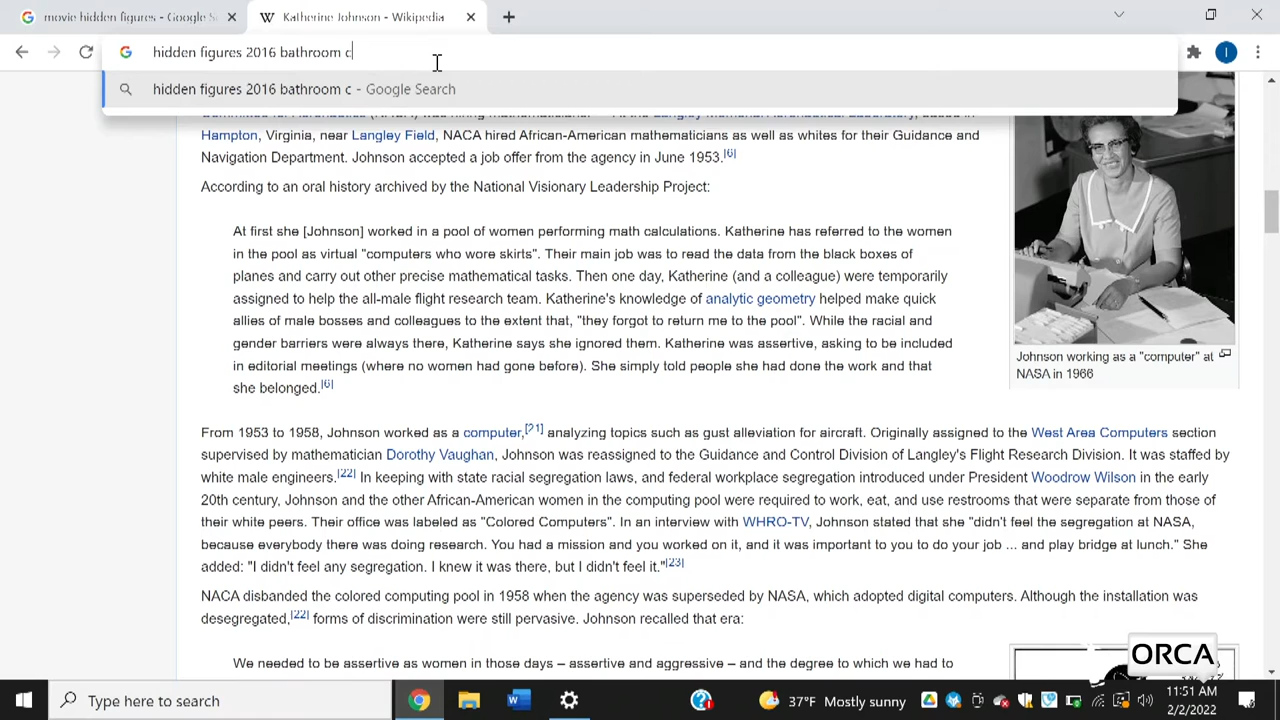 movie hidden figures - Google S
Katherine Johnson - Wikipedia
hidden figures 2016 bathroom c
hidden figures 2016 bathroom c - Google Search
Hampton, Virginia, near Langley Field, NACA hired African-American mathematicians as well as whites for their Guidance and
Navigation Department. Johnson accepted a job offer from the agency in June 1953.[6]
According to an oral history archived by the National Visionary Leadership Project:
At first she [Johnson] worked in a pool of women performing math calculations. Katherine has referred to the women
in the pool as virtual "computers who wore skirts". Their main job was to read the data from the black boxes of
planes and carry out other precise mathematical tasks. Then one day, Katherine (and a colleague) were temporarily
assigned to help the all-male flight research team. Katherine's knowledge of analytic geometry helped make quick
allies of male bosses and colleagues to the extent that, "they forgot to return me to the pool". While the racial and
gender barriers were always there, Katherine says she ignored them. Katherine was assertive, asking to be included
in editorial meetings (where no women had gone before). She simply told people she had done the work and that
she belonged.[6]
Johnson working as a "computer" at
NASA in 1966
From 1953 to 1958, Johnson worked as a computer,[21] analyzing topics such as gust alleviation for aircraft. Originally assigned to the West Area Computers section
supervised by mathematician Dorothy Vaughan, Johnson was reassigned to the Guidance and Control Division of Langley's Flight Research Division. It was staffed by
white male engineers.[22] In keeping with state racial segregation laws, and federal workplace segregation introduced under President Woodrow Wilson in the early
20th century, Johnson and the other African-American women in the computing pool were required to work, eat, and use restrooms that were separate from those of
their white peers. Their office was labeled as "Colored Computers". In an interview with WHRO-TV, Johnson stated that she "didn't feel the segregation at NASA,
because everybody there was doing research. You had a mission and you worked on it, and it was important to you to do your job ... and play bridge at lunch." She
added: "I didn't feel any segregation. I knew it was there, but I didn't feel it."[23]
NACA disbanded the colored computing pool in 1958 when the agency was superseded by NASA, which adopted digital computers. Although the installation was
desegregated,[22] forms of discrimination were still pervasive. Johnson recalled that era:
We needed to be assertive as women in those days – assertive and aggressive – and the degree to which we had to
ORCA
Type here to search
37°F Mostly sunny
11:51 AM
2/2/2022